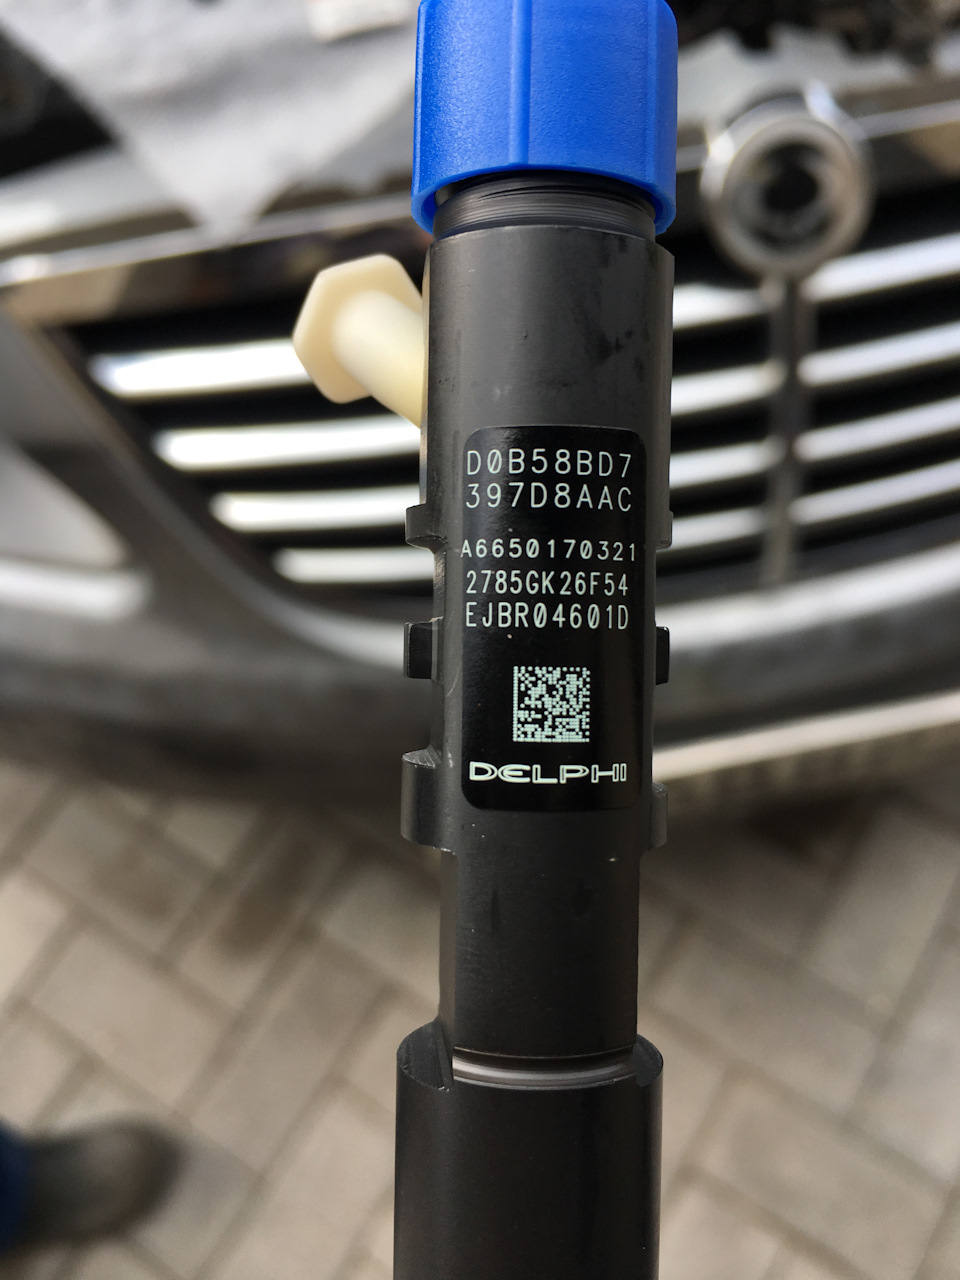 D0B58BD7
397D8AAC
A6650170321
2785GK26F54
EJBR04601D
DELPHI